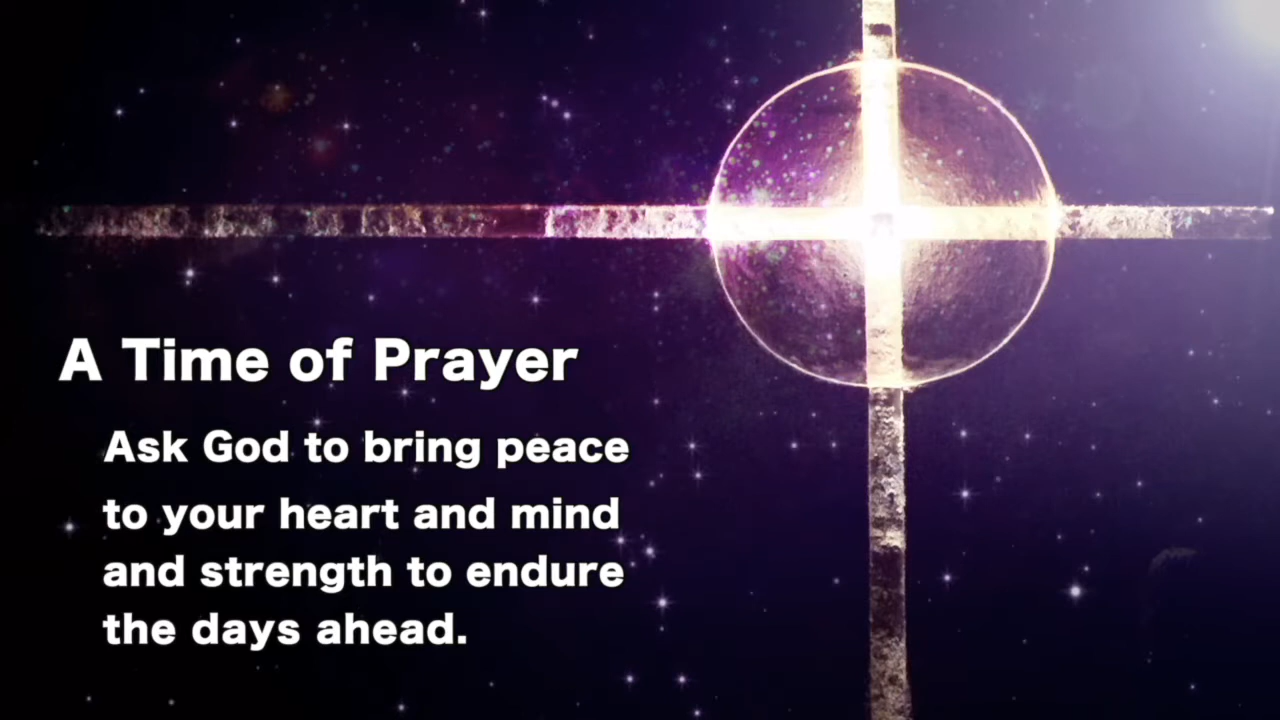 A Time of Prayer
Ask God to bring peace
to your heart and mind
and strength to endure
the days ahead.